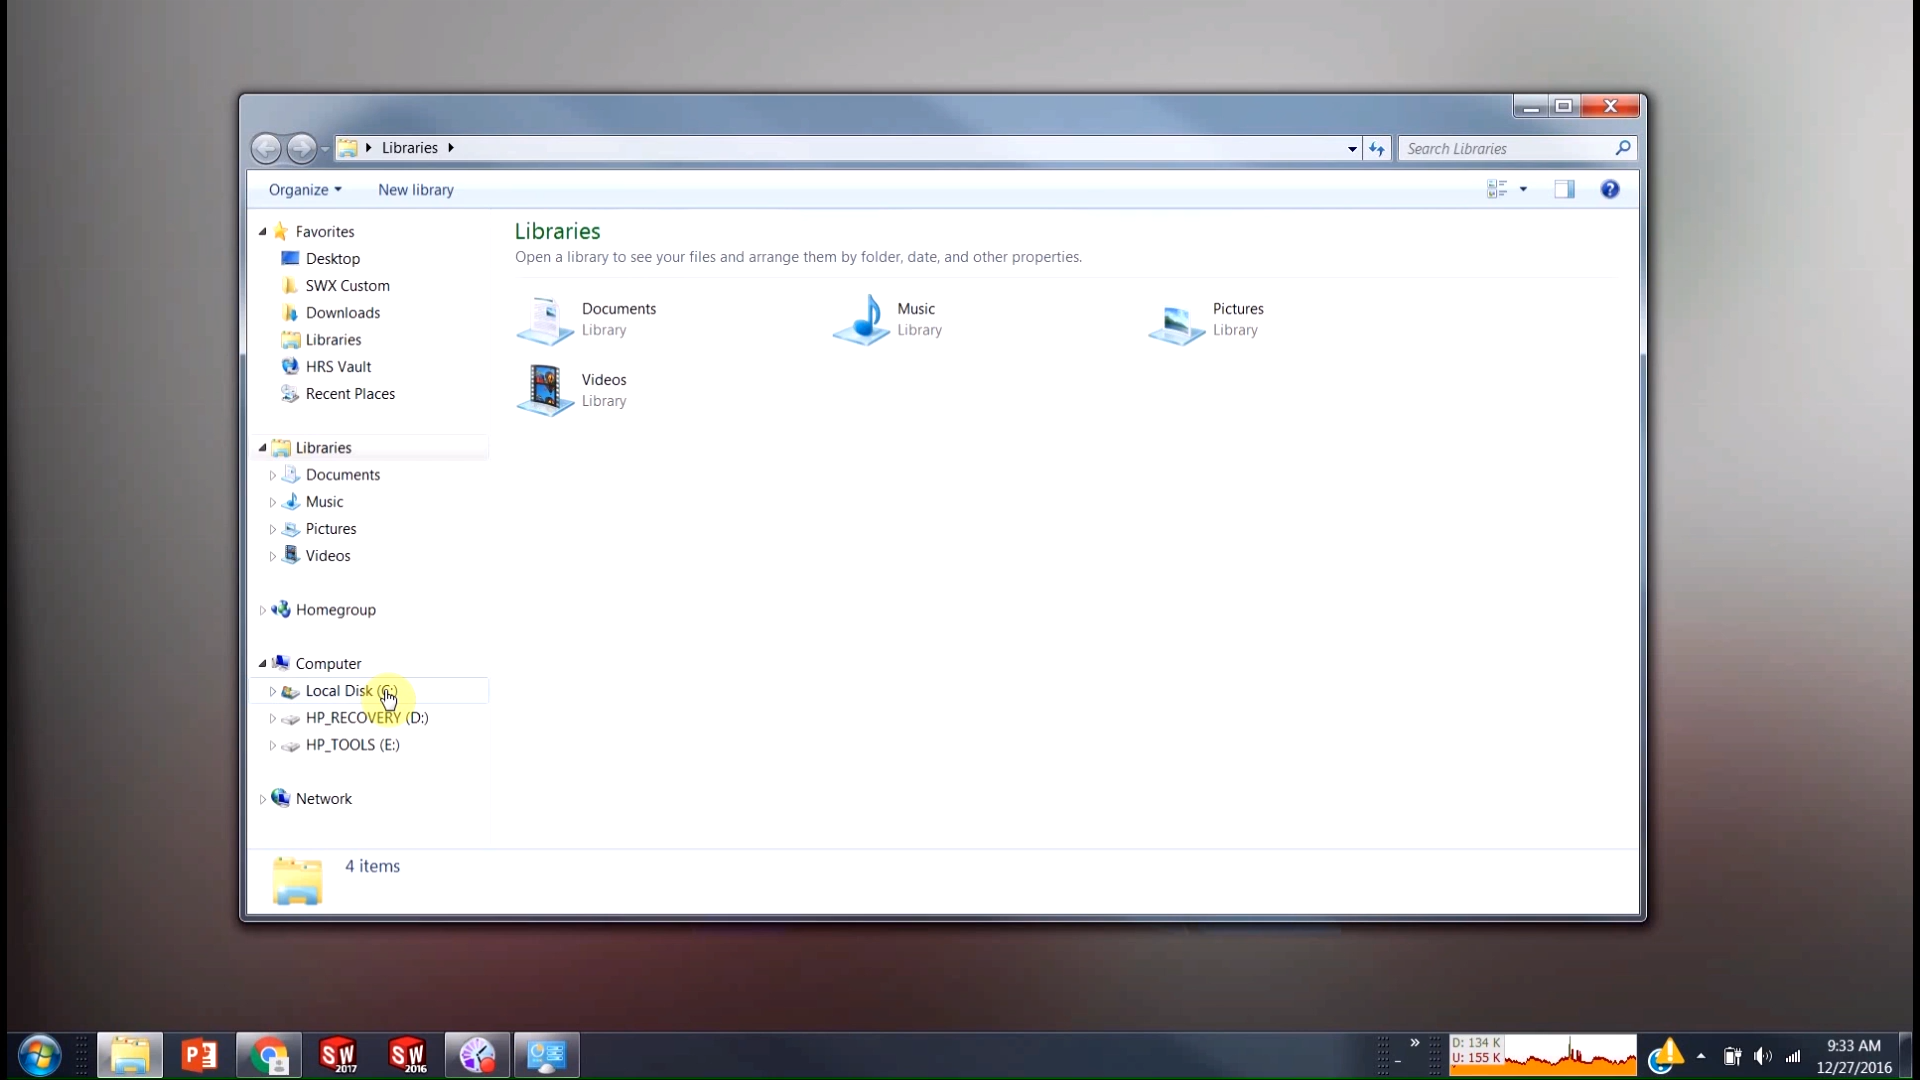 Libraries
Search Libraries
Organize
New library
Favorites
Desktop
SWX Custom
Downloads
Libraries
HRS Vault
Recent Places
Libraries
Documents
Music
Pictures
Videos
Homegroup
Computer
Local Disk (C:)
HP_RECOVERY (D:)
HP_TOOLS (E:)
Network
Libraries
Open a library to see your files and arrange them by folder, date, and other properties.
Documents
Library
Music
Library
Pictures
Library
Videos
Library
4 items
P
SW
2017
SW
2016
D: 134 K
U: 155 K
9:33 AM
12/27/2016